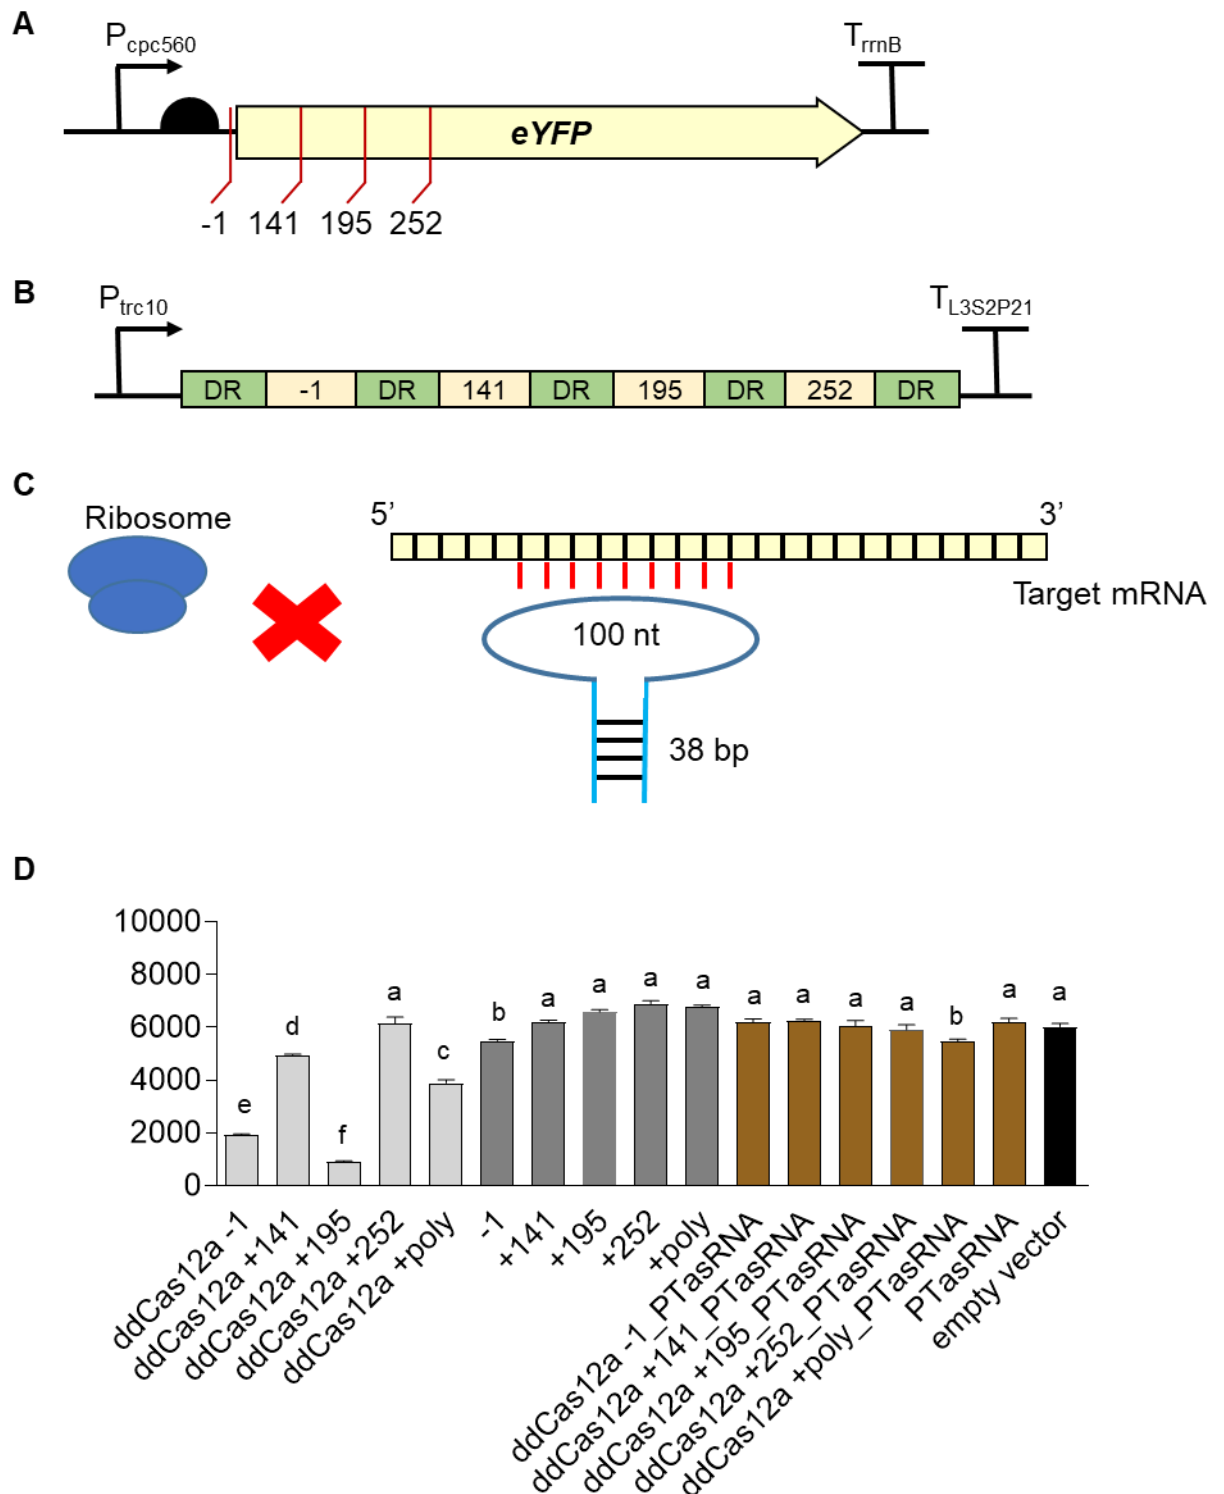 A
Pcpc560
TrrnB
eYFP
-1 141 195 252
B
Ptrc10
TL3S2P21
DR -1 DR 141 DR 195 DR 252 DR
C
Ribosome
5’ 3’
Target mRNA
100 nt
38 bp
D
10000
8000
6000
4000
2000
0
e d f a c b a a a a a a a a b a a
ddCas12a -1
ddCas12a +141
ddCas12a +195
ddCas12a +252
ddCas12a +poly
-1
+141
+195
+252
+poly
ddCas12a -1_PTasRNA
ddCas12a +141_PTasRNA
ddCas12a +195_PTasRNA
ddCas12a +252_PTasRNA
ddCas12a +poly_PTasRNA
PTasRNA
empty vector